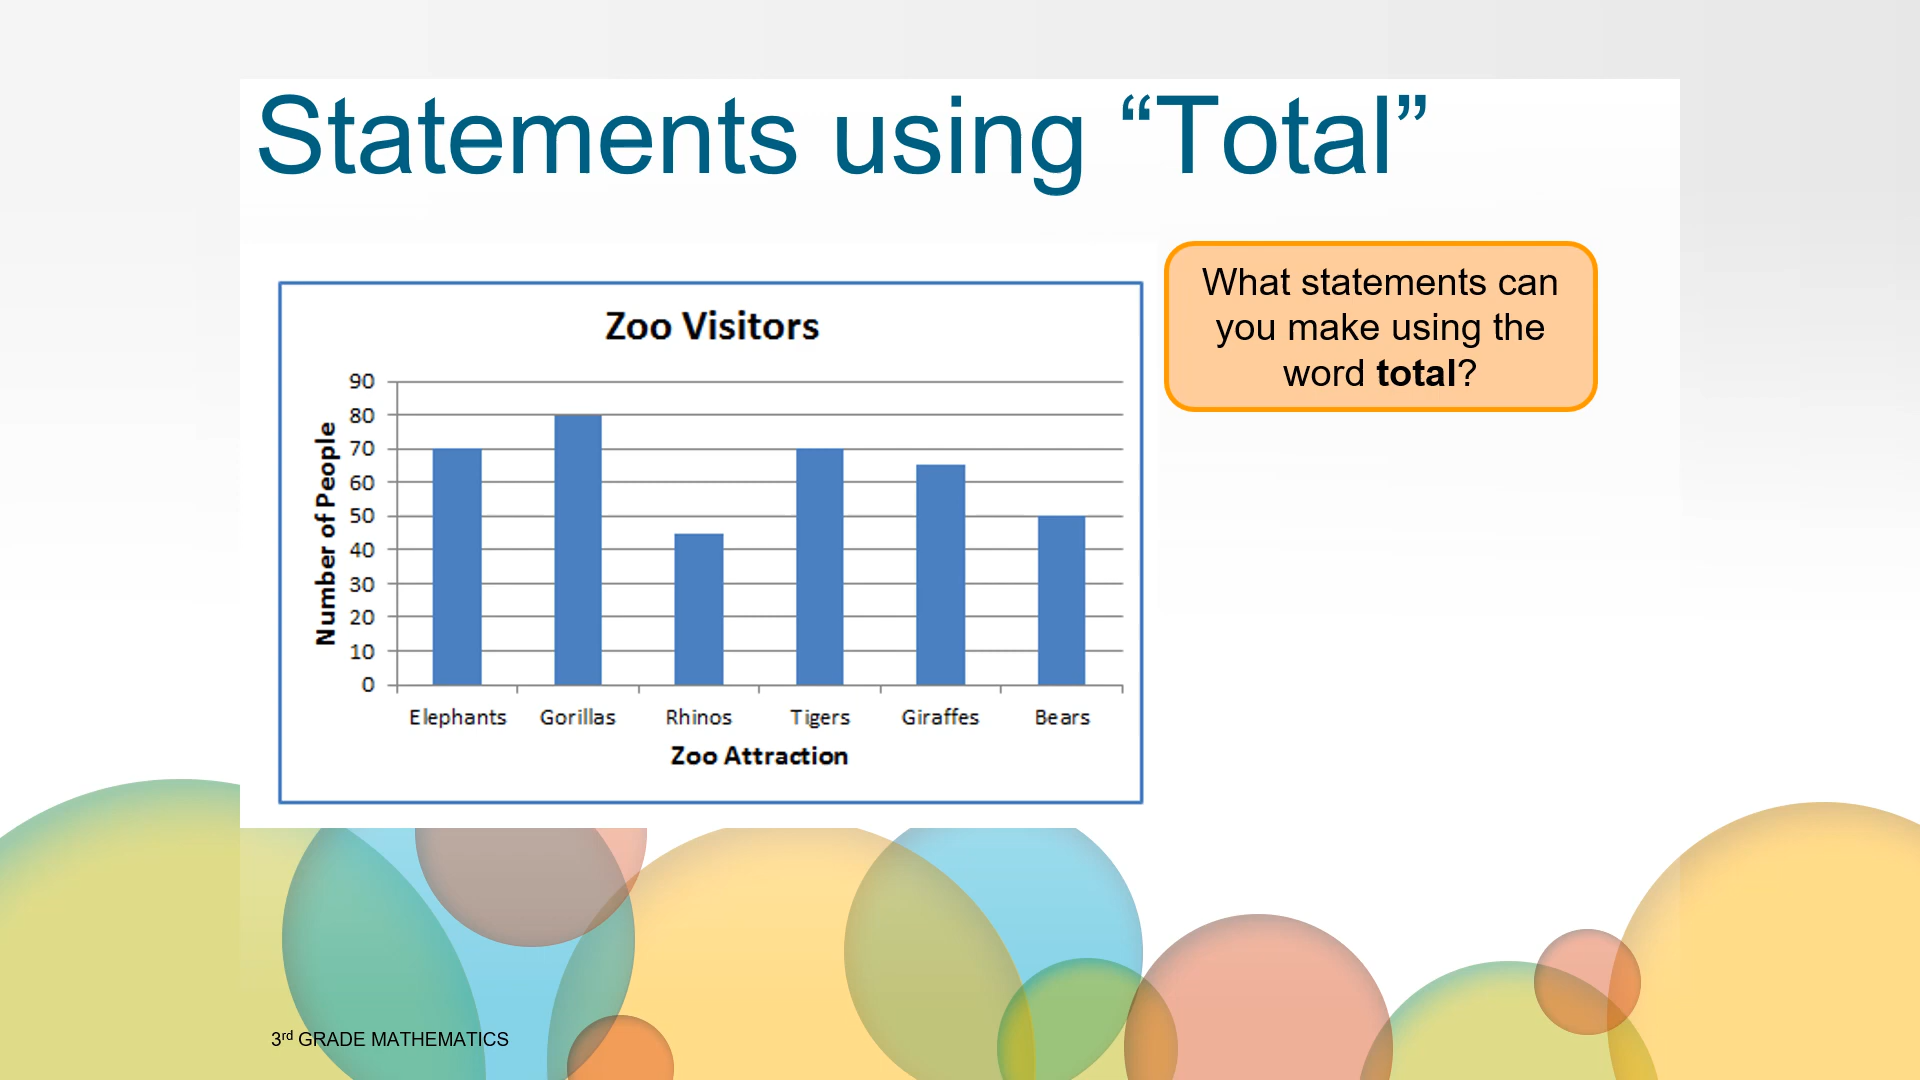 Statements using “Total”
What statements can
you make using the
word total?
Zoo Visitors
Number of People
90
80
70
60
50
40
30
20
10
0
Elephants Gorillas Rhinos Tigers Giraffes Bears
Zoo Attraction
3rd GRADE MATHEMATICS